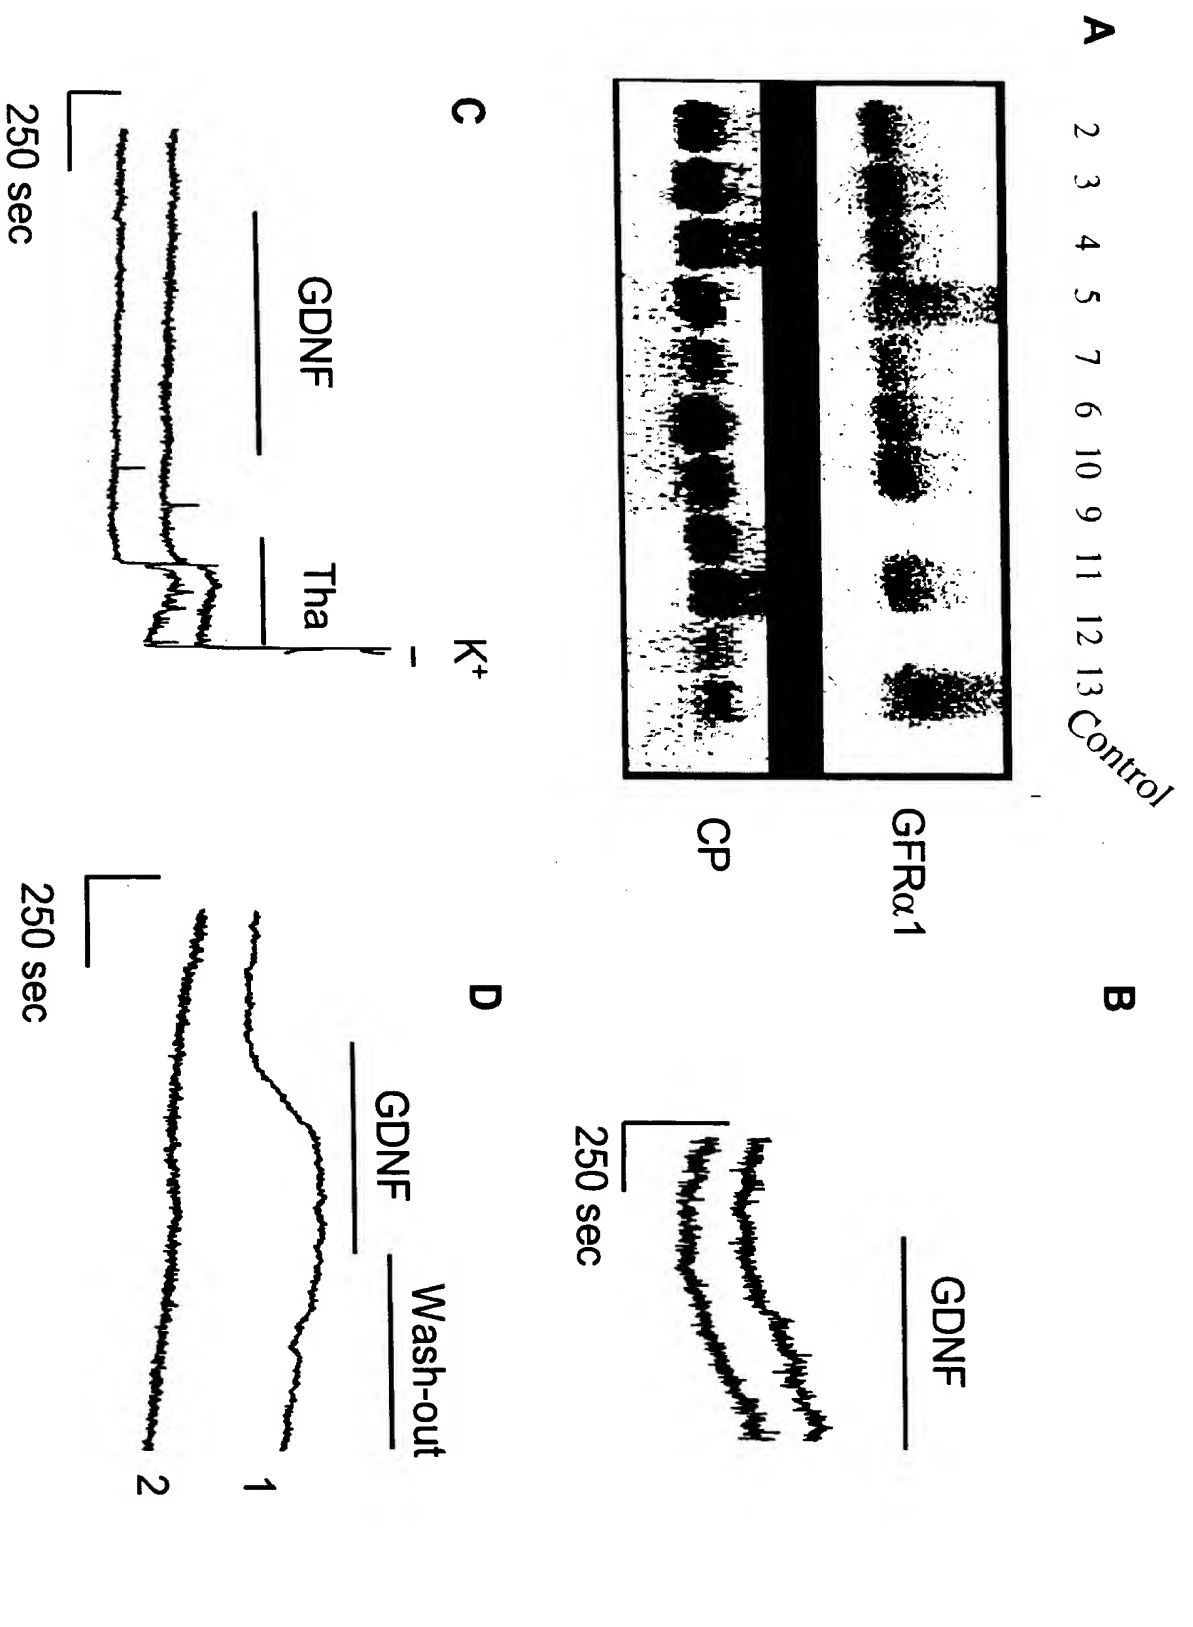 A
2 3 4 5 7 6 10 9 11 12 13 Control
GFRα1
CP
B
GDNF
250 sec
C
GDNF
Tha
K⁺
250 sec
D
GDNF
Wash-out
1
2
250 sec